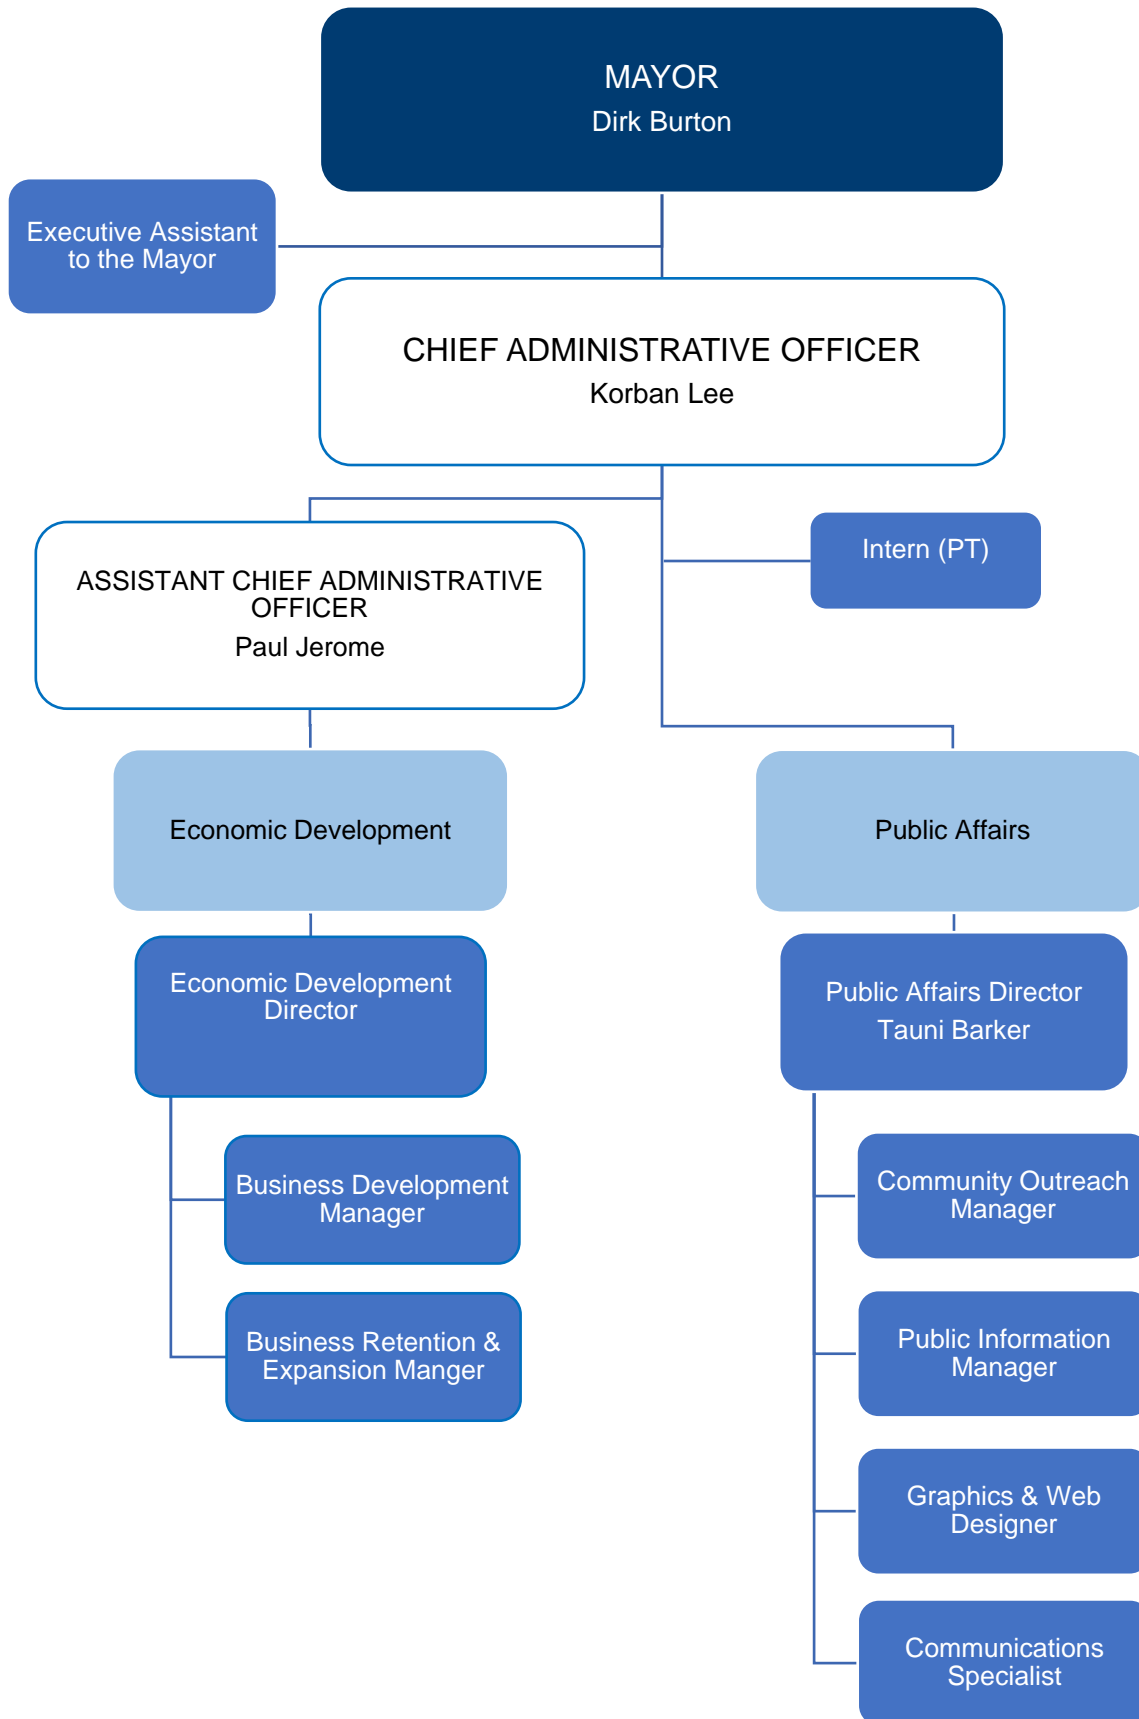 MAYOR
Dirk Burton
Executive Assistant
to the Mayor
CHIEF ADMINISTRATIVE OFFICER
Korban Lee
Intern (PT)
ASSISTANT CHIEF ADMINISTRATIVE
OFFICER
Paul Jerome
Economic Development
Public Affairs
Economic Development
Director
Public Affairs Director
Tauni Barker
Business Development
Manager
Business Retention &
Expansion Manger
Community Outreach
Manager
Public Information
Manager
Graphics & Web
Designer
Communications
Specialist